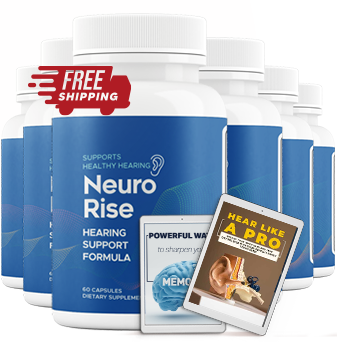 FREE
SHIPPING
SUPPORTS
HEALTHY HEARING
Neuro
Rise
HEARING
SUPPORT
FORMULA
60 CAPSULES
DIETARY SUPPLEMENT
POWERFUL WA
to sharpen yo
MEMO
HEAR LIKE
A PRO